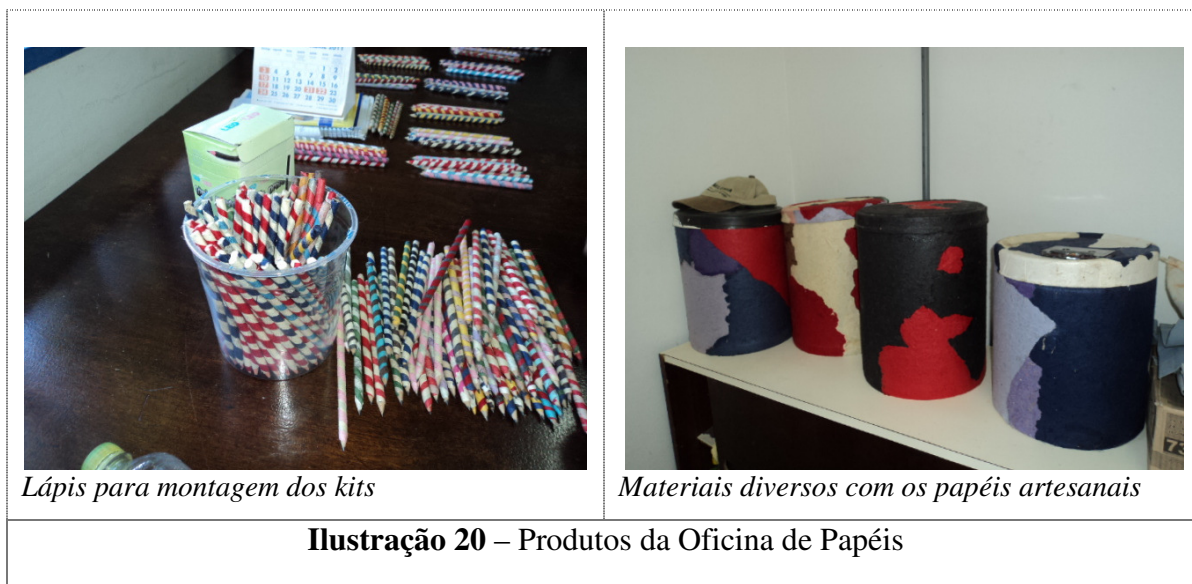 Lápis para montagem dos kits
Materiais diversos com os papéis artesanais
Ilustração 20 – Produtos da Oficina de Papéis